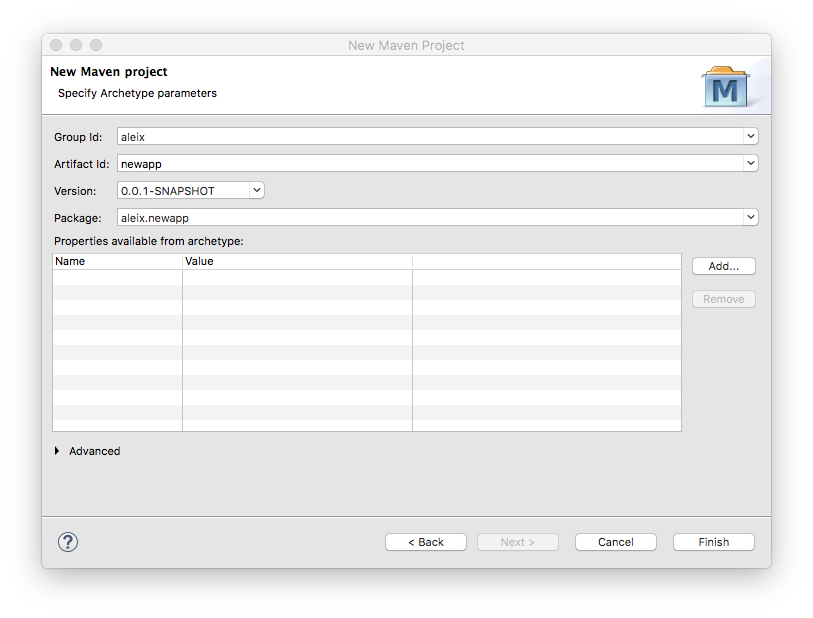 New Maven Project
New Maven project
Specify Archetype parameters
M
Group Id: aleix
Artifact Id: newapp
Version: 0.0.1-SNAPSHOT
Package: aleix.newapp
Properties available from archetype:
Name Value
Add...
Remove
Advanced
? < Back Next > Cancel Finish